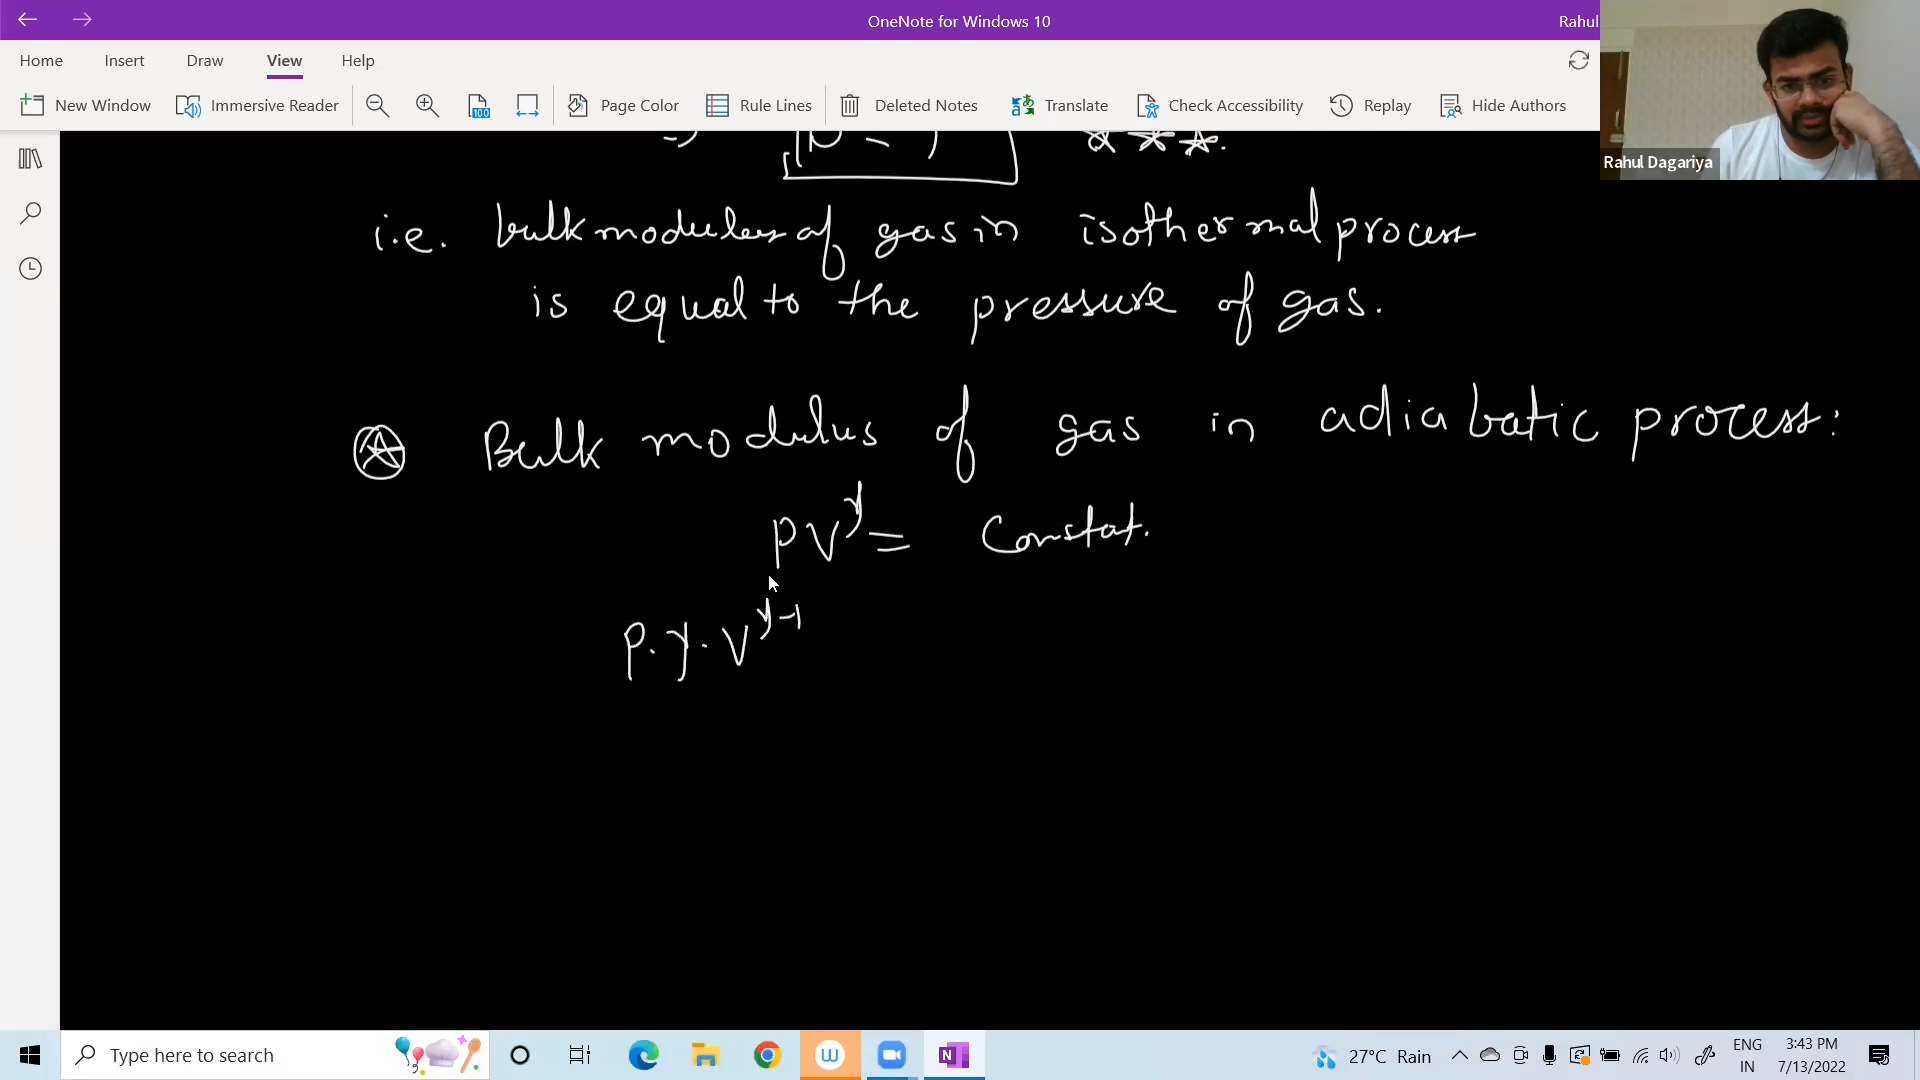 OneNote for Windows 10
Rahul
Home Insert Draw View Help
New Window Immersive Reader 100 Page Color Rule Lines Deleted Notes Translate Check Accessibility Replay Hide Authors
Rahul Dagariya
i.e. bulk modulus of gas in isothermal process
is equal to the pressure of gas.
Bulk modulus of gas in adiabatic process:
PV^γ = Constat.
P.γ.V^γ-1
Type here to search
27°C Rain
ENG
IN
3:43 PM
7/13/2022